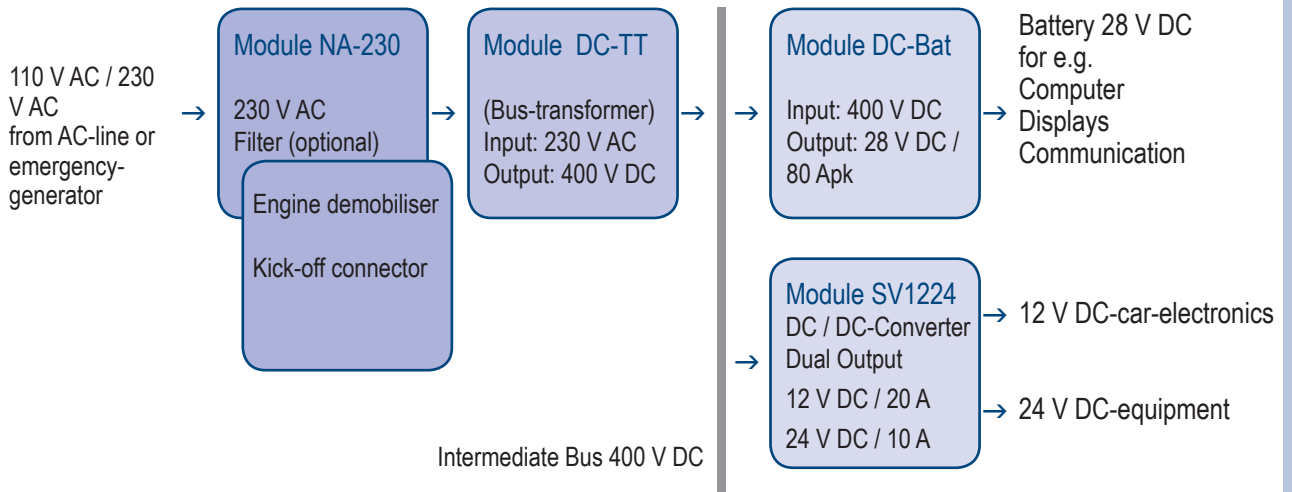 110 V AC / 230
V AC
from AC-line or
emergency-
generator
→
Module NA-230
230 V AC
Filter (optional)
Engine demobiliser
Kick-off connector
→
Module DC-TT
(Bus-transformer)
Input: 230 V AC
Output: 400 V DC
→
Intermediate Bus 400 V DC
→
Module DC-Bat
Input: 400 V DC
Output: 28 V DC /
80 Apk
→
Battery 28 V DC
for e.g.
Computer
Displays
Communication
→
Module SV1224
DC / DC-Converter
Dual Output
12 V DC / 20 A
24 V DC / 10 A
→ 12 V DC-car-electronics
→ 24 V DC-equipment